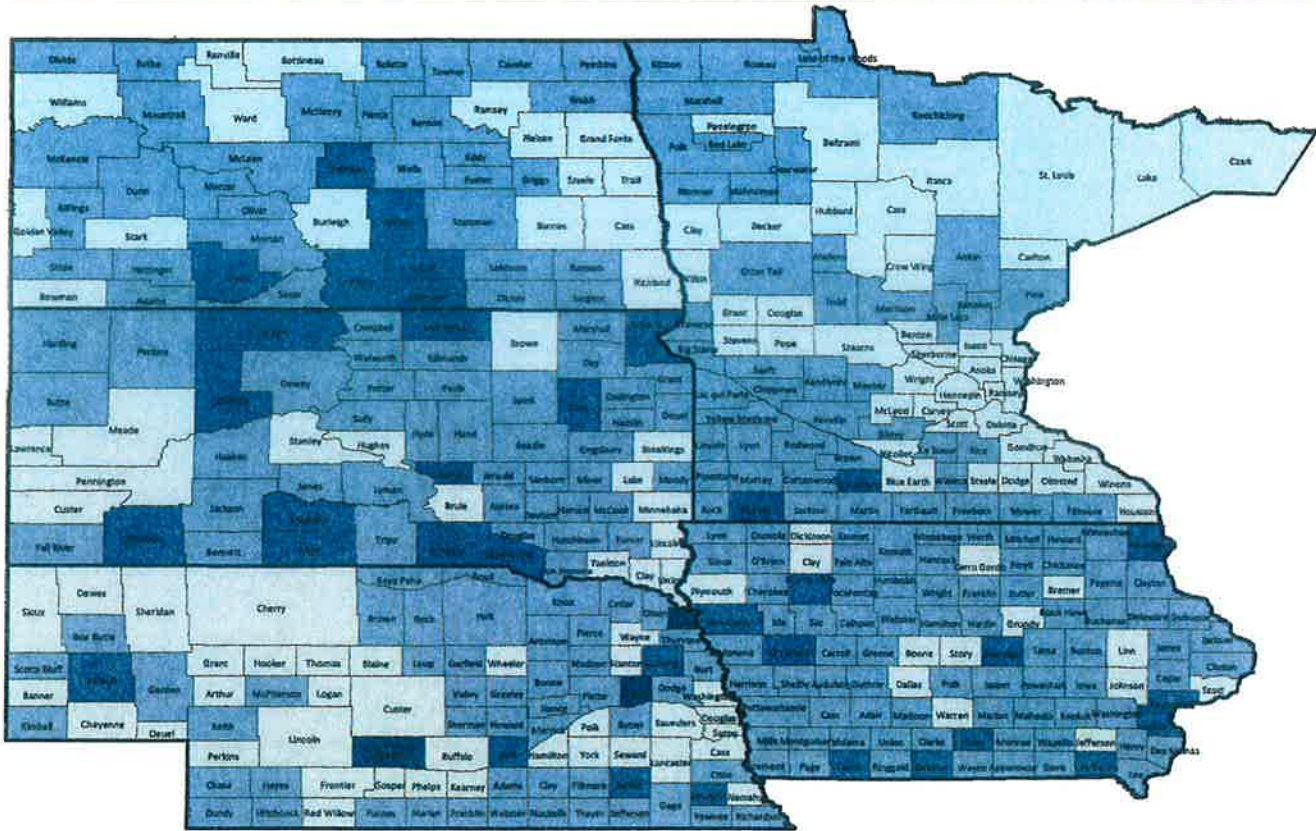 Divide
Burke
Renville
Bottineau
Rolette
Towner
Cavalier
Pembina
Kittson
Roseau
Lake of the Woods
Williams
Mountrail
Ward
McHenry
Pierce
Benson
Ramsey
Walsh
Marshall
Koochiching
Nelson
Grand Forks
Pennington
Red Lake
Polk
Beltrami
Clearwater
Itasca
St. Louis
Lake
Cook
McKenzie
McLean
Wells
Eddy
Foster
Griggs
Steele
Traill
Norman
Mahnomen
Dunn
Mercer
Oliver
Billings
Golden Valley
Stark
Morton
Burleigh
Stutsman
Barnes
Cass
Clay
Becker
Hubbard
Cass
Crow Wing
Aitkin
Carlton
Slope
Hettinger
Bowman
Adams
Sioux
LaMoure
Ransom
Dickey
Sargent
Richland
Wilkin
Otter Tail
Todd
Morrison
Mille Lacs
Pine
Grant
Douglas
Stevens
Pope
Stearns
Benton
Isanti
Sherburne
Chisago
Anoka
Washington
Wright
Hennepin
Ramsey
McLeod
Carver
Scott
Dakota
Harding
Perkins
Campbell
Walworth
Edmunds
Brown
Marshall
Day
Grant
Butte
Meade
Dewey
Potter
Faulk
Spink
Codington
Hamlin
Deuel
Swift
Chippewa
Kandiyohi
Meeker
Lac qui Parle
Yellow Medicine
Renville
Sibley
Nicollet
Le Sueur
Rice
Goodhue
Wabasha
Lawrence
Pennington
Custer
Fall River
Haakon
Stanley
Sully
Hughes
Hyde
Hand
Beadle
Kingsbury
Brookings
Lincoln
Lyon
Redwood
Brown
Blue Earth
Waseca
Steele
Dodge
Olmsted
Winona
Jackson
Jones
Lyman
Bennett
Tripp
Brule
Jerauld
Aurora
Sanborn
Miner
Lake
Moody
Hanson
McCook
Minnehaha
Pipestone
Murray
Cottonwood
Rock
Jackson
Martin
Faribault
Freeborn
Mower
Fillmore
Houston
Douglas
Hutchinson
Turner
Lincoln
Yankton
Clay
Lyon
Osceola
Dickinson
Emmet
Winnebago
Worth
Mitchell
Howard
Winneshiek
Sioux
O'Brien
Clay
Palo Alto
Kossuth
Hancock
Cerro Gordo
Floyd
Chickasaw
Plymouth
Cherokee
Pocahontas
Humboldt
Wright
Franklin
Butler
Bremer
Fayette
Clayton
Ida
Sac
Calhoun
Webster
Hamilton
Hardin
Grundy
Black Hawk
Buchanan
Delaware
Dubuque
Monona
Carroll
Greene
Boone
Story
Tama
Benton
Linn
Jones
Jackson
Clinton
Harrison
Shelby
Audubon
Guthrie
Dallas
Polk
Jasper
Poweshiek
Iowa
Johnson
Cedar
Scott
Pottawattamie
Cass
Adair
Madison
Warren
Marion
Mahaska
Keokuk
Washington
Mills
Montgomery
Adams
Union
Clarke
Monroe
Wapello
Jefferson
Henry
Des Moines
Fremont
Page
Ringgold
Wayne
Appanoose
Davis
Lee
Sioux
Dawes
Sheridan
Cherry
Keya Paha
Boyd
Knox
Cedar
Box Butte
Brown
Rock
Holt
Antelope
Pierce
Wayne
Thurston
Scotts Bluff
Banner
Kimball
Cheyenne
Garden
Deuel
Grant
Hooker
Thomas
Blaine
Loup
Garfield
Wheeler
Madison
Stanton
Burt
Arthur
McPherson
Logan
Custer
Valley
Greeley
Boone
Platte
Dodge
Washington
Keith
Lincoln
Sherman
Howard
Nance
Merrick
Polk
Butler
Saunders
Douglas
Sarpy
Perkins
Buffalo
Hamilton
York
Seward
Lancaster
Cass
Otoe
Chase
Hayes
Frontier
Gosper
Phelps
Kearney
Adams
Clay
Fillmore
Gage
Nemaha
Dundy
Hitchcock
Red Willow
Furnas
Harlan
Franklin
Webster
Nuckolls
Thayer
Jefferson
Pawnee
Richardson